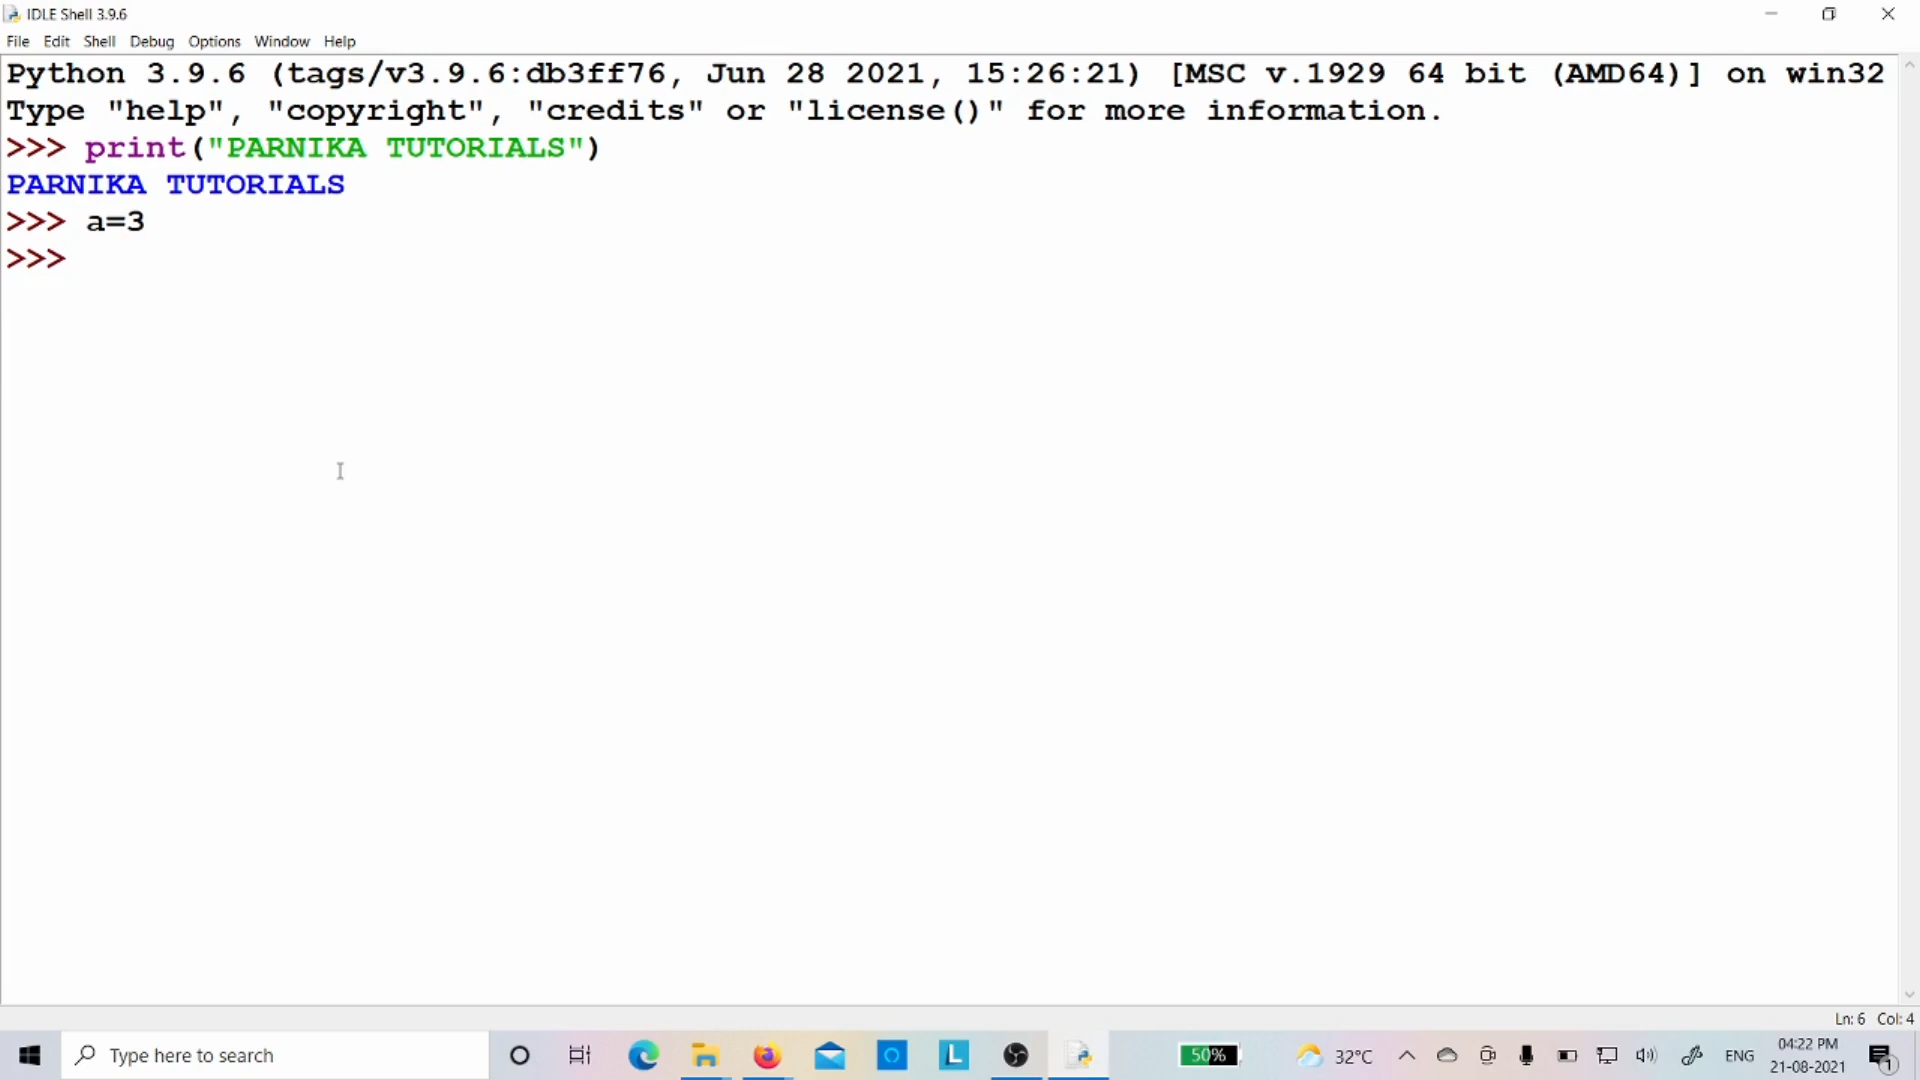 IDLE Shell 3.9.6
File Edit Shell Debug Options Window Help
Python 3.9.6 (tags/v3.9.6:db3ff76, Jun 28 2021, 15:26:21) [MSC v.1929 64 bit (AMD64)] on win32
Type "help", "copyright", "credits" or "license()" for more information.
>>> print("PARNIKA TUTORIALS")
PARNIKA TUTORIALS
>>> a=3
>>>
Ln: 6 Col: 4
Type here to search
L
50%
32°C
ENG
04:22 PM
21-08-2021
1